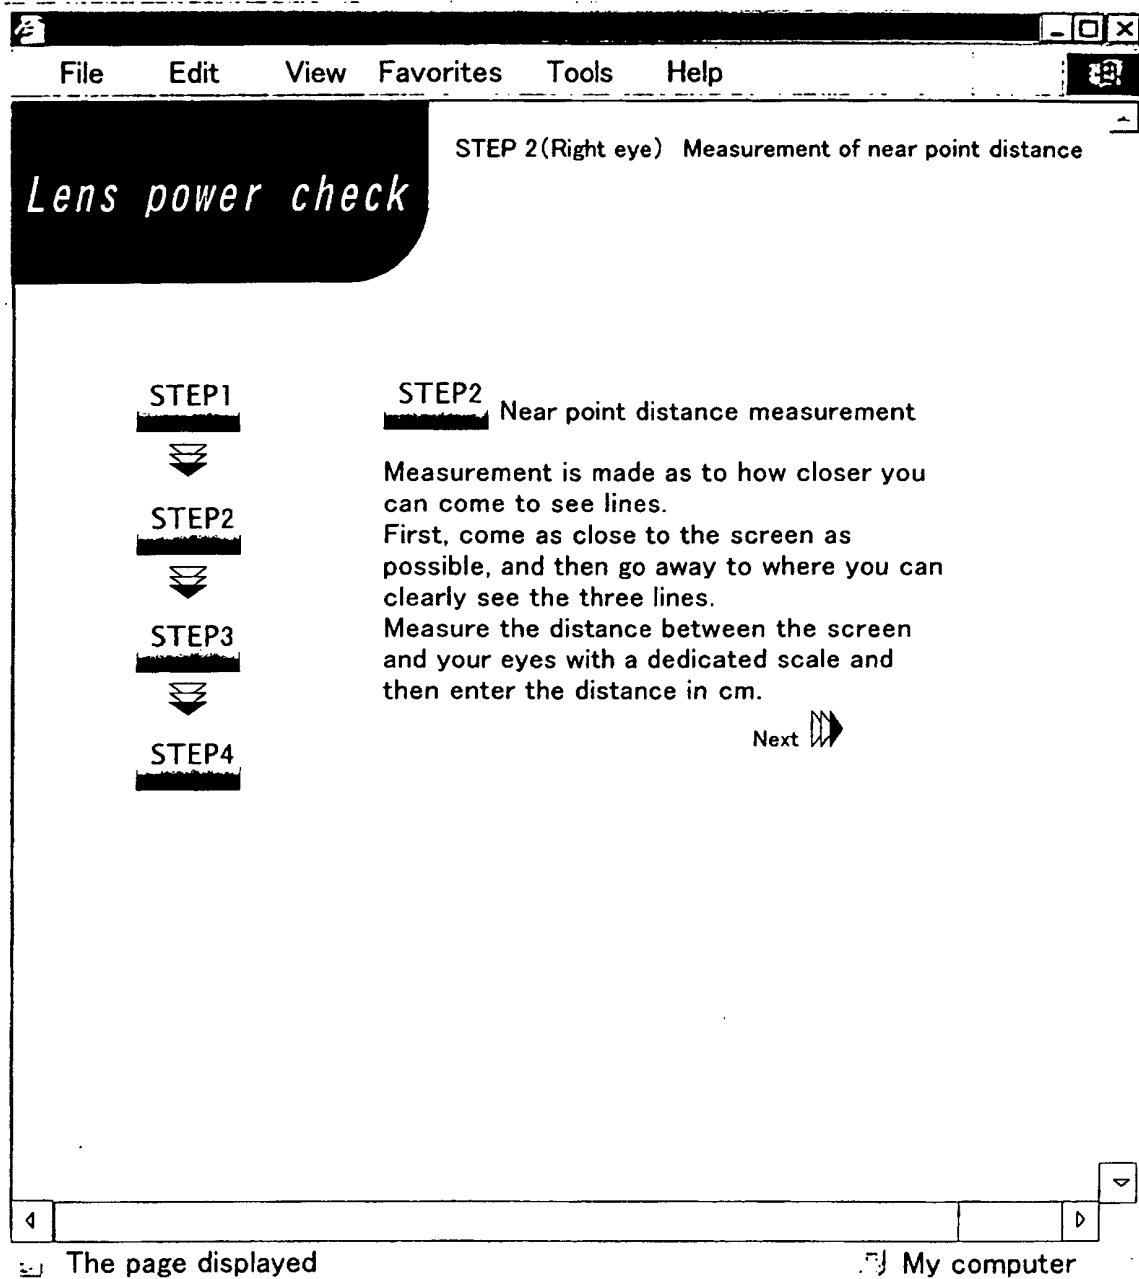 File Edit View Favorites Tools Help
STEP 2(Right eye) Measurement of near point distance
Lens power check
STEP1
STEP2
STEP3
STEP4
STEP2 Near point distance measurement
Measurement is made as to how closer you
can come to see lines.
First, come as close to the screen as
possible, and then go away to where you can
clearly see the three lines.
Measure the distance between the screen
and your eyes with a dedicated scale and
then enter the distance in cm.
Next
The page displayed My computer